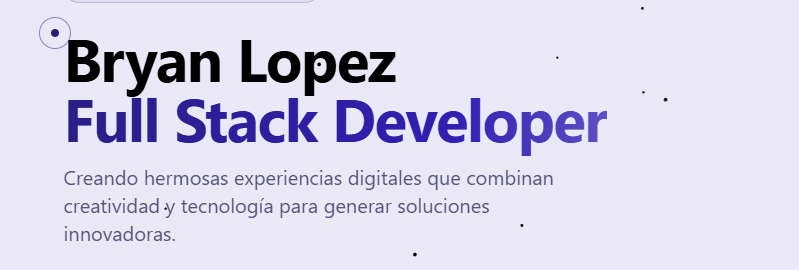 Bryan Lopez
Full Stack Developer
Creando hermosas experiencias digitales que combinan
creatividad y tecnología para generar soluciones
innovadoras.